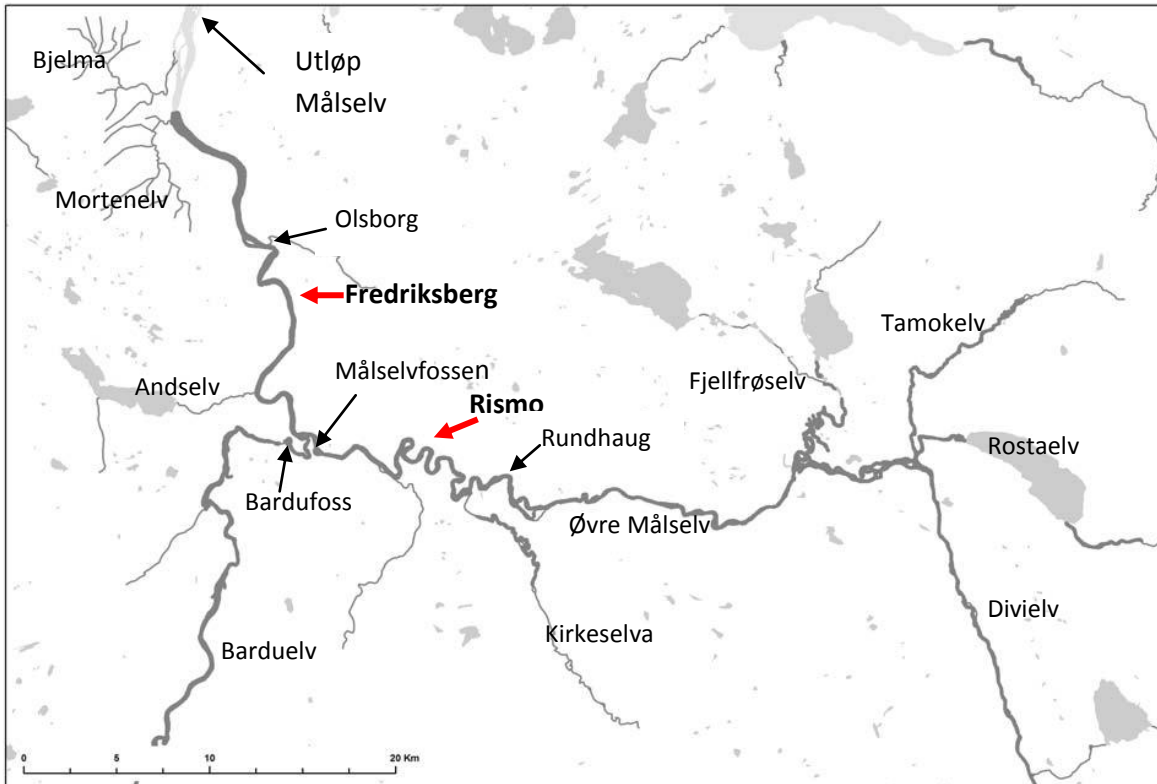 Bjelma
Utløp
Målselv
Mortenelv
Olsborg
Fredriksberg
Tamokelv
Målselvfossen
Andselv
Fjellfrøselv
Rismo
Rundhaug
Rostaelv
Bardufoss
Øvre Målselv
Divielv
Kirkeselva
Barduelv
0 5 10 20 Km